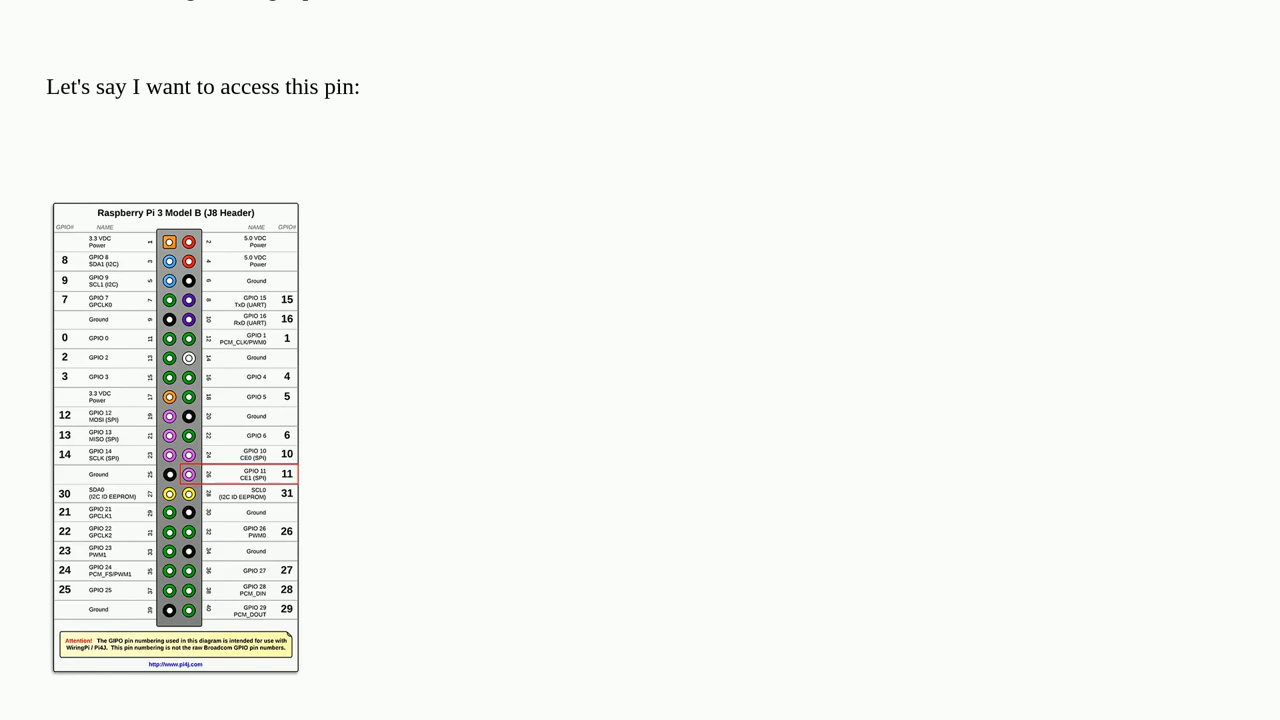 Let's say I want to access this pin:
Raspberry Pi 3 Model B (J8 Header)
GPIO# NAME NAME GPIO#
3.3 VDC Power 1 2 5.0 VDC Power
8 GPIO 8 SDA1 (I2C) 3 4 5.0 VDC Power
9 GPIO 9 SCL1 (I2C) 5 6 Ground
7 GPIO 7 GPCLK0 7 8 GPIO 15 TxD (UART) 15
Ground 9 10 GPIO 16 RxD (UART) 16
0 GPIO 0 11 12 GPIO 1 PCM_CLK/PWM0 1
2 GPIO 2 13 14 Ground
3 GPIO 3 15 16 GPIO 4 4
3.3 VDC Power 17 18 GPIO 5 5
12 GPIO 12 MOSI (SPI) 19 20 Ground
13 GPIO 13 MISO (SPI) 21 22 GPIO 6 6
14 GPIO 14 SCLK (SPI) 23 24 GPIO 10 CE0 (SPI) 10
Ground 25 26 GPIO 11 CE1 (SPI) 11
30 SDA0 (I2C ID EEPROM) 27 28 SCL0 (I2C ID EEPROM) 31
21 GPIO 21 GPCLK1 29 30 Ground
22 GPIO 22 GPCLK2 31 32 GPIO 26 PWM0 26
23 GPIO 23 PWM1 33 34 Ground
24 GPIO 24 PCM_FS/PWM1 35 36 GPIO 27 27
25 GPIO 25 37 38 GPIO 28 PCM_DIN 28
Ground 39 40 GPIO 29 PCM_DOUT 29
Attention! The GIPO pin numbering used in this diagram is intended for use with
WiringPi / Pi4J. This pin numbering is not the raw Broadcom GPIO pin numbers.
http://www.pi4j.com